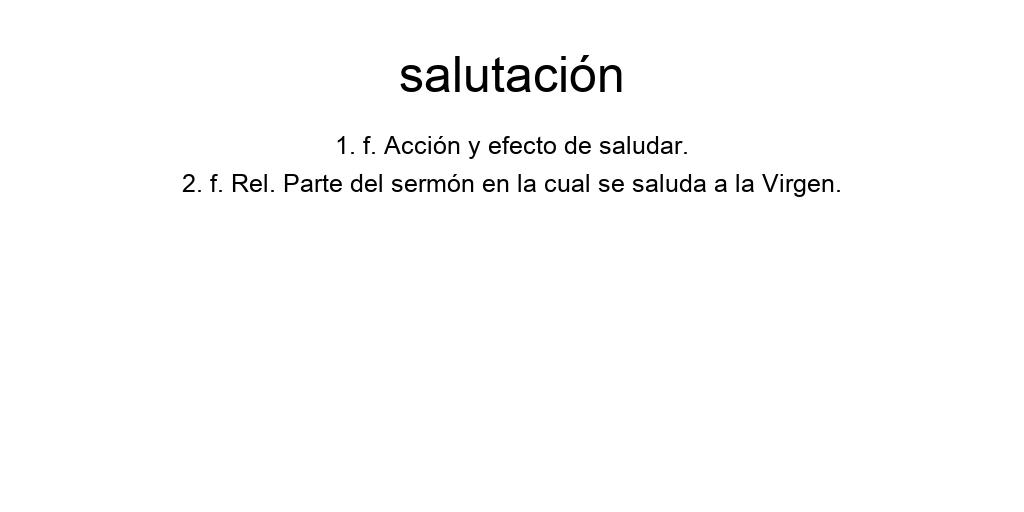 salutación
1. f. Acción y efecto de saludar.
2. f. Rel. Parte del sermón en la cual se saluda a la Virgen.